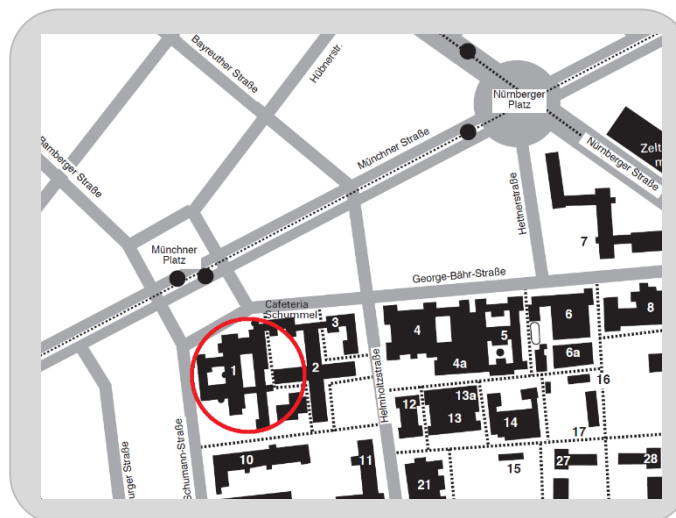 Bayreuther Straße
Hübnerstr.
Nürnberger
Platz
Münchner Straße
Bamberger Straße
Nürnberger Straße
Zelt
m
Hettnerstraße
7
Münchner
Platz
George-Bähr-Straße
Cafeteria
Schummel
3
4
5
6
8
1
2
4a
6a
Helmholtzstraße
16
12
13a
13
14
17
Schumann-Straße
urger Straße
10
11
15
27
28
21